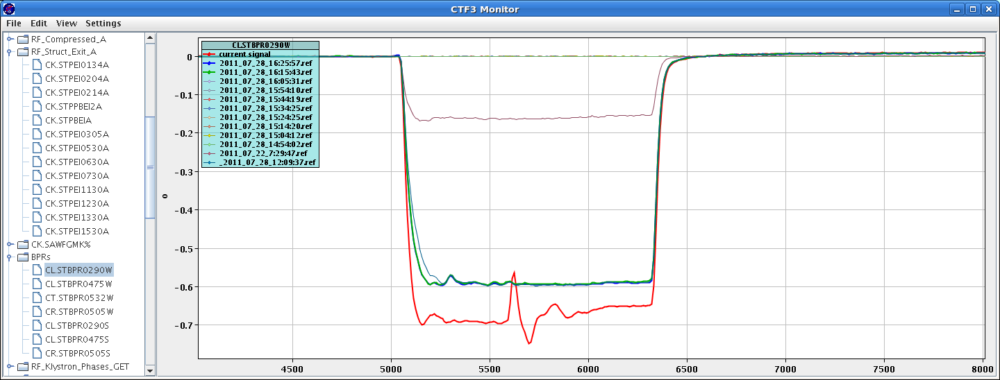 CTF3 Monitor
File Edit View Settings
RF_Compressed_A
RF_Struct_Exit_A
CK.STPEI0134A
CK.STPEI0204A
CK.STPEI0214A
CK.STPPBEI2A
CK.STPBEIA
CK.STPEI0305A
CK.STPEI0530A
CK.STPEI0630A
CK.STPEI0730A
CK.STPEI1130A
CK.STPEI1230A
CK.STPEI1330A
CK.STPEI1530A
CK.SAWFGMK%
BPRs
CL.STBPR0290W
CL.STBPR0475W
CT.STBPR0532W
CR.STBPR0505W
CL.STBPR0290S
CL.STBPR0475S
CR.STBPR0505S
RF_Klystron_Phases_GET
CL.STBPR0290W
current signal
2011_07_28_16:25:57.ref
2011_07_28_16:15:43.ref
2011_07_28_16:05:31.ref
2011_07_28_15:54:10.ref
2011_07_28_15:44:19.ref
2011_07_28_15:34:25.ref
2011_07_28_15:24:25.ref
2011_07_28_15:14:20.ref
2011_07_28_15:04:12.ref
2011_07_28_14:54:02.ref
2011_07_22_7:29:47.ref
_2011_07_28_12:09:37.ref
0
-0.1
-0.2
-0.3
-0.4
-0.5
-0.6
-0.7
0
4500 5000 5500 6000 6500 7000 7500 8000